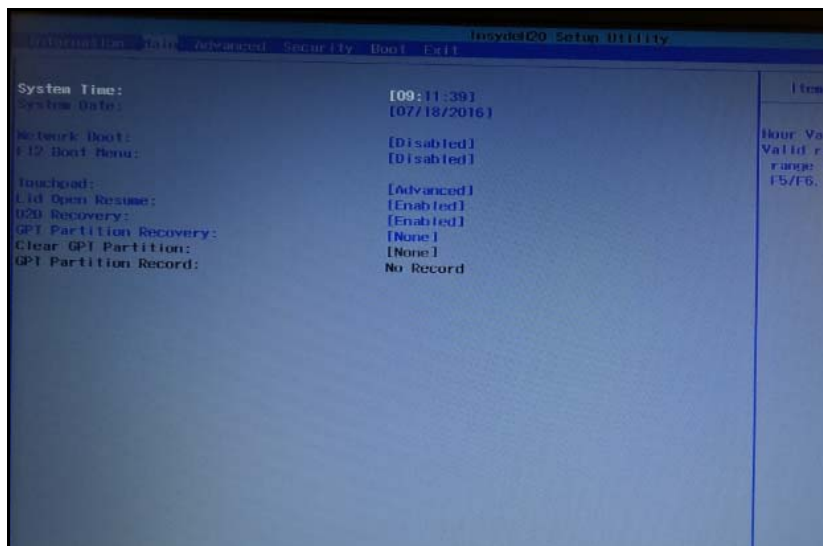 InsydeH20 Setup Utility
Information Main Advanced Security Boot Exit
System Time: [09:11:39]
System Date: [07/18/2016]
Network Boot: [Disabled]
F12 Boot Menu: [Disabled]
Touchpad: [Advanced]
Lid Open Resume: [Enabled]
D2D Recovery: [Enabled]
GPT Partition Recovery: [None]
Clear GPT Partition: [None]
GPT Partition Record: No Record
Item
Hour Va
Valid r
range
F5/F6.